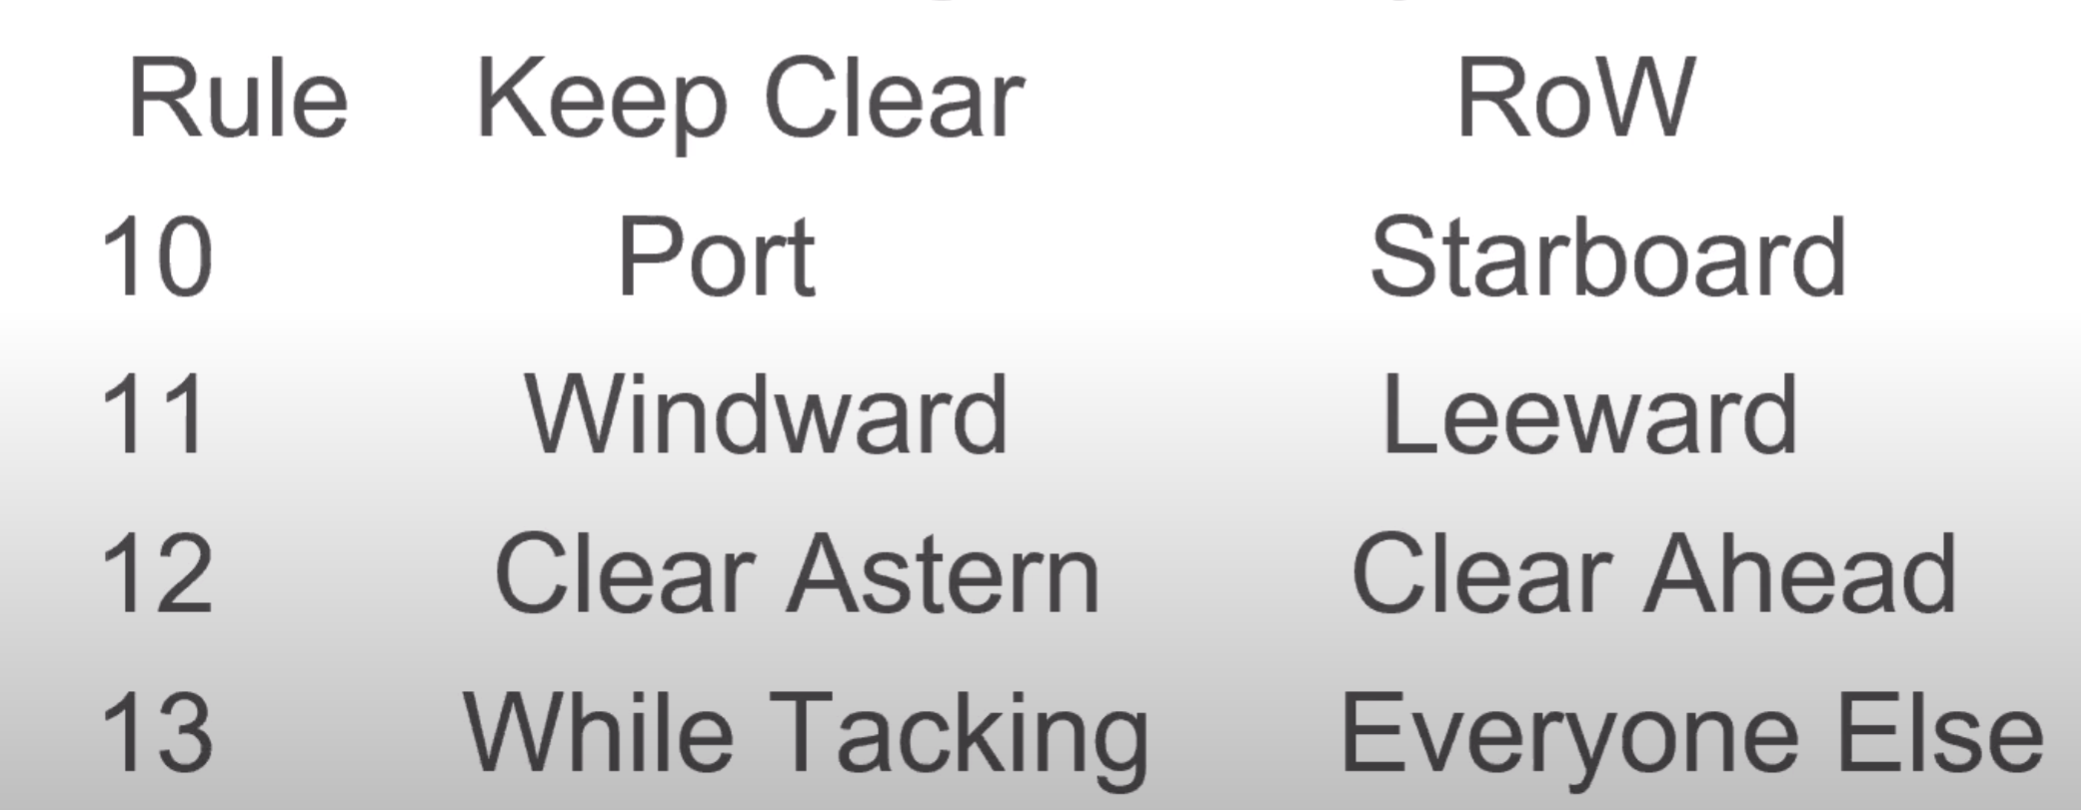 Rule Keep Clear RoW
10 Port Starboard
11 Windward Leeward
12 Clear Astern Clear Ahead
13 While Tacking Everyone Else